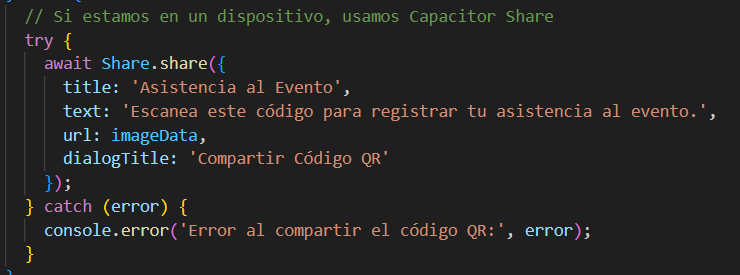 // Si estamos en un dispositivo, usamos Capacitor Share
try {
await Share.share({
title: 'Asistencia al Evento',
text: 'Escanea este código para registrar tu asistencia al evento.',
url: imageData,
dialogTitle: 'Compartir Código QR'
});
} catch (error) {
console.error('Error al compartir el código QR:', error);
}